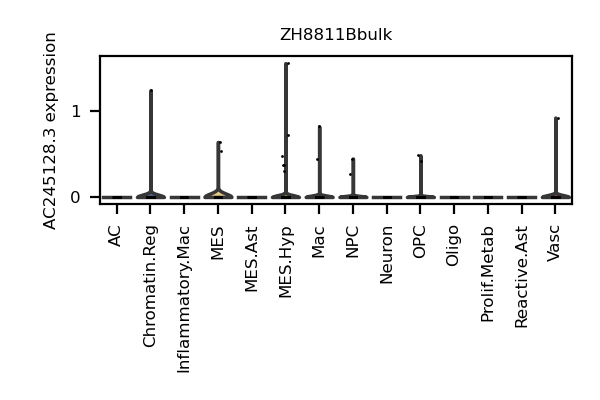 ZH8811Bbulk
AC245128.3 expression
1
0
AC
Chromatin.Reg
Inflammatory.Mac
MES
MES.Ast
MES.Hyp
Mac
NPC
Neuron
OPC
Oligo
Prolif.Metab
Reactive.Ast
Vasc